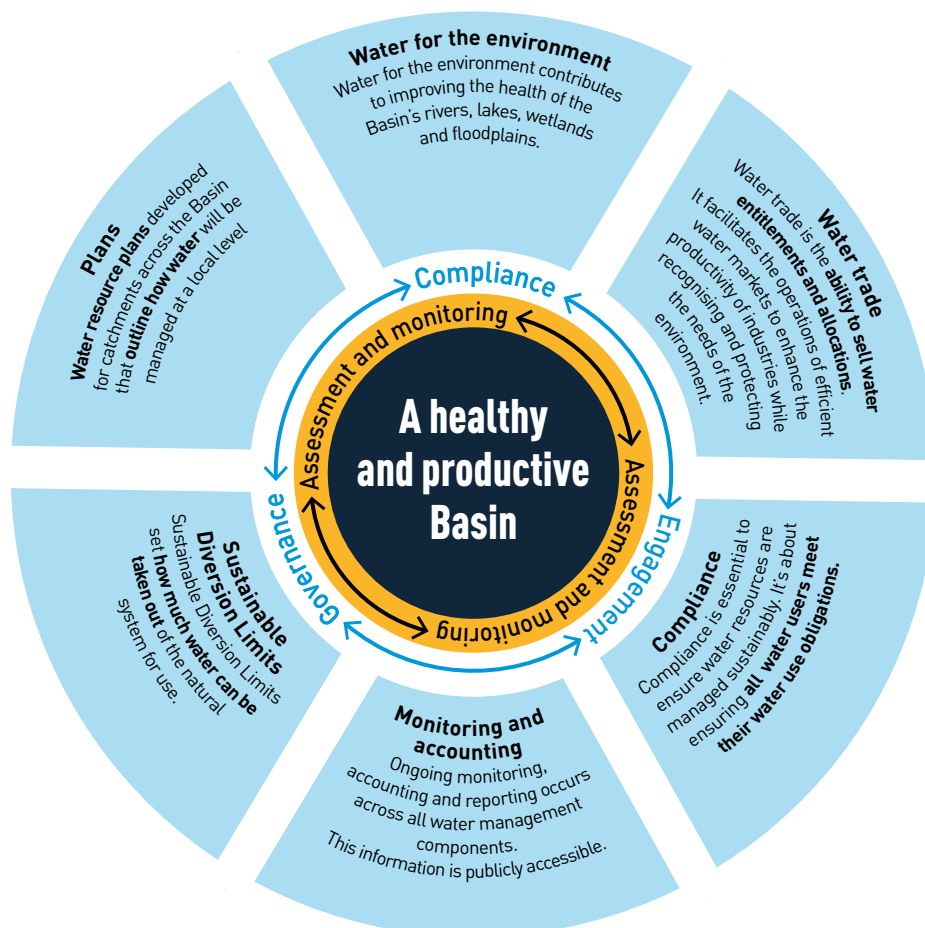 Water for the environment
Water for the environment contributes
to improving the health of the
Basin's rivers, lakes, wetlands
and floodplains.
Water trade
Water trade is the ability to sell water
entitlements and allocations.
It facilitates the operations of efficient
water markets to enhance the
productivity of industries while
recognising and protecting
the needs of the
environment.
Compliance
Compliance is essential to
ensure water resources are
managed sustainably. It's about
ensuring all water users meet
their water use obligations.
Monitoring and
accounting
Ongoing monitoring,
accounting and reporting occurs
across all water management
components.
This information is publicly accessible.
Sustainable
Diversion Limits
Sustainable Diversion Limits
set how much water can be
taken out of the natural
system for use.
Plans
Water resource plans developed
for catchments across the Basin
that outline how water will be
managed at a local level
Compliance
Engagement
Governance
Assessment and monitoring
Assessment and monitoring
A healthy
and productive
Basin